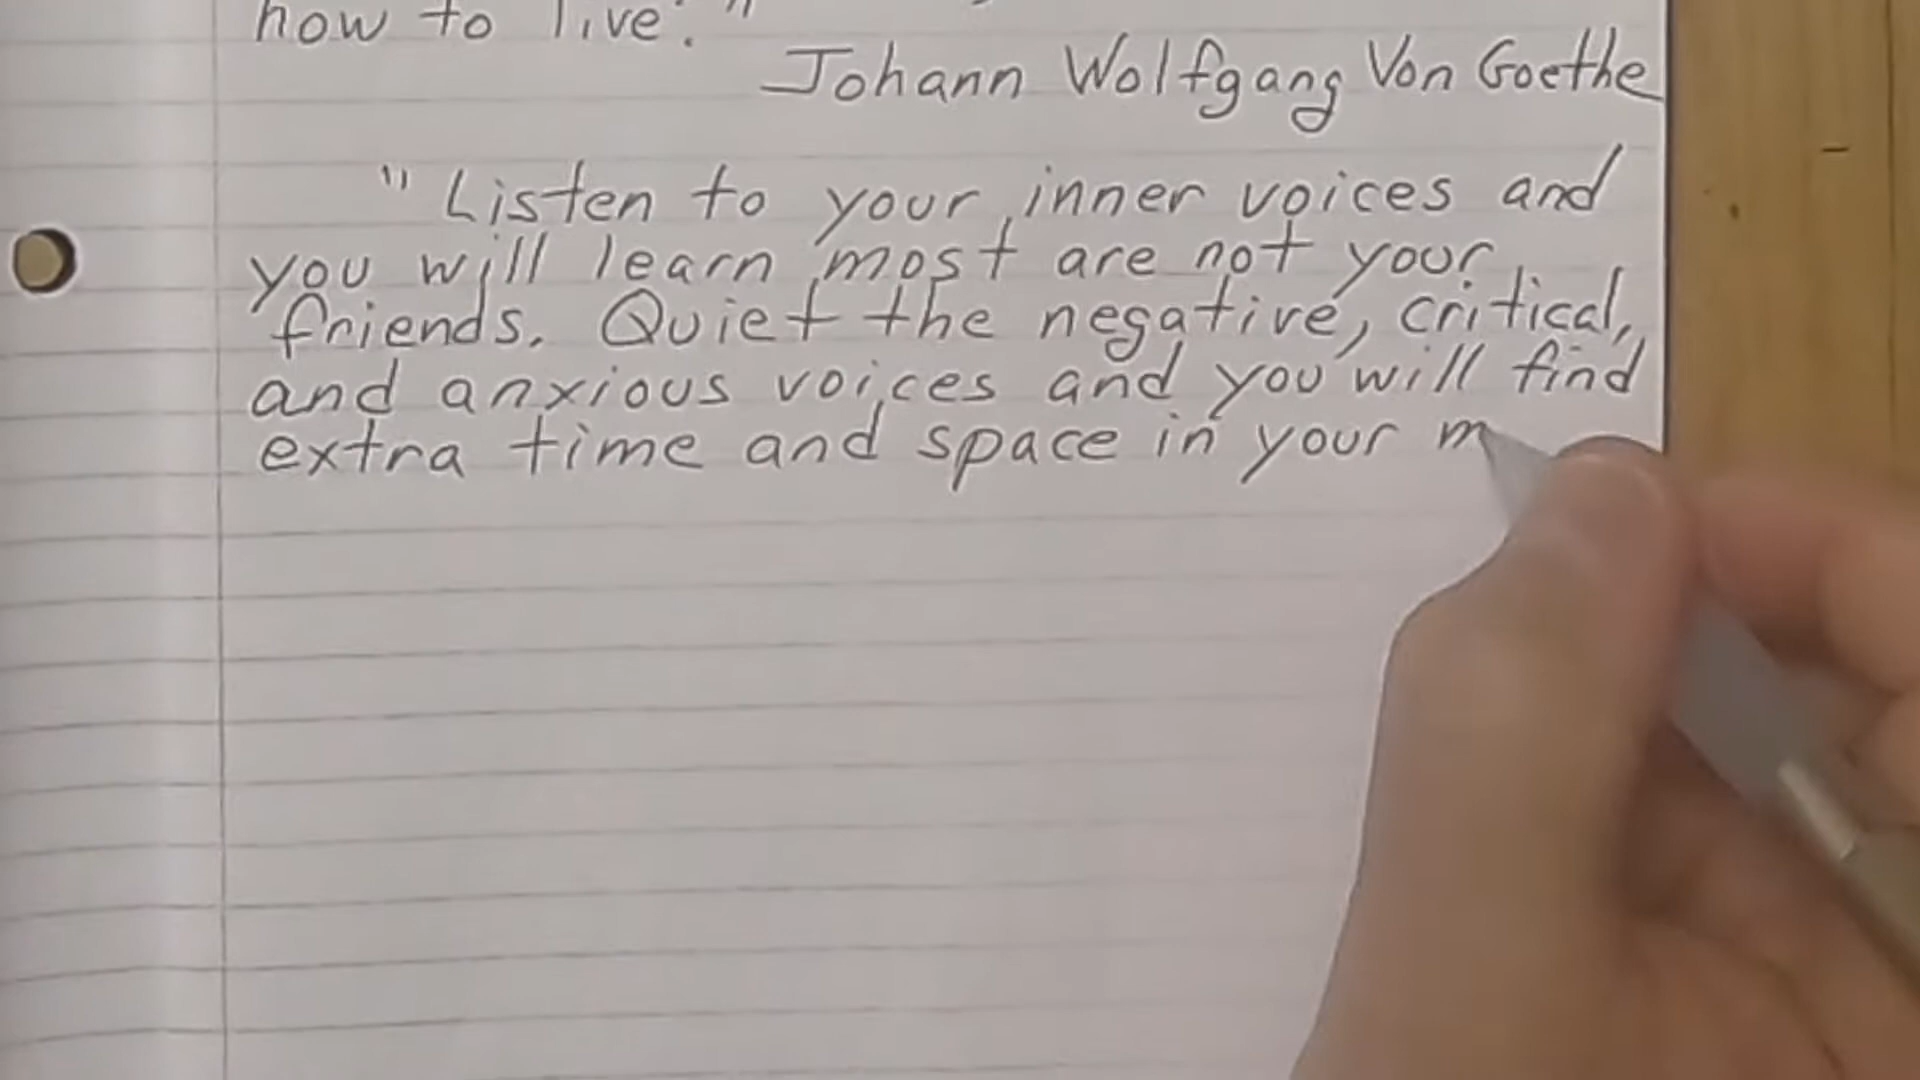 how to live."
Johann Wolfgang Von Goethe
"Listen to your inner voices and
you will learn most are not your
friends. Quiet the negative, critical,
and anxious voices and you will find
extra time and space in your m